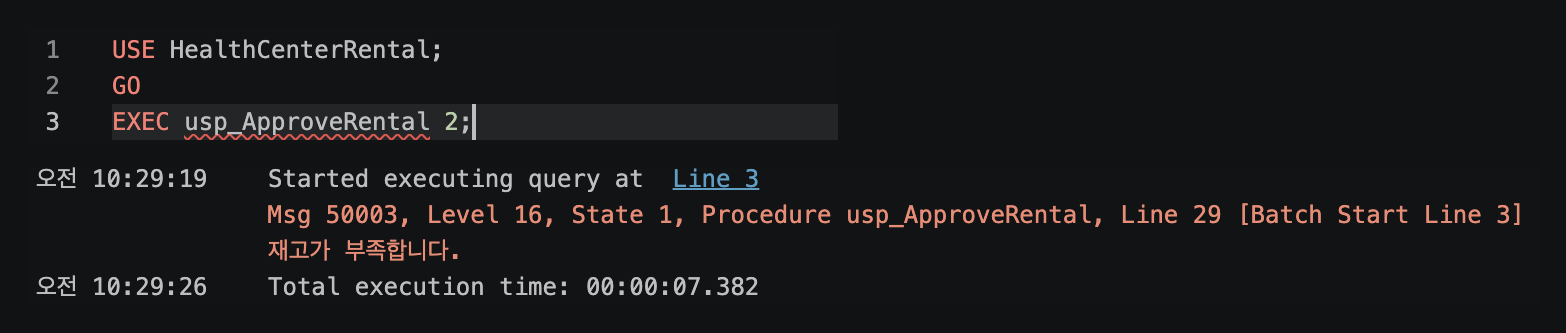 1 USE HealthCenterRental;
2 GO
3 EXEC usp_ApproveRental 2;
오전 10:29:19 Started executing query at Line 3
Msg 50003, Level 16, State 1, Procedure usp_ApproveRental, Line 29 [Batch Start Line 3]
재고가 부족합니다.
오전 10:29:26 Total execution time: 00:00:07.382